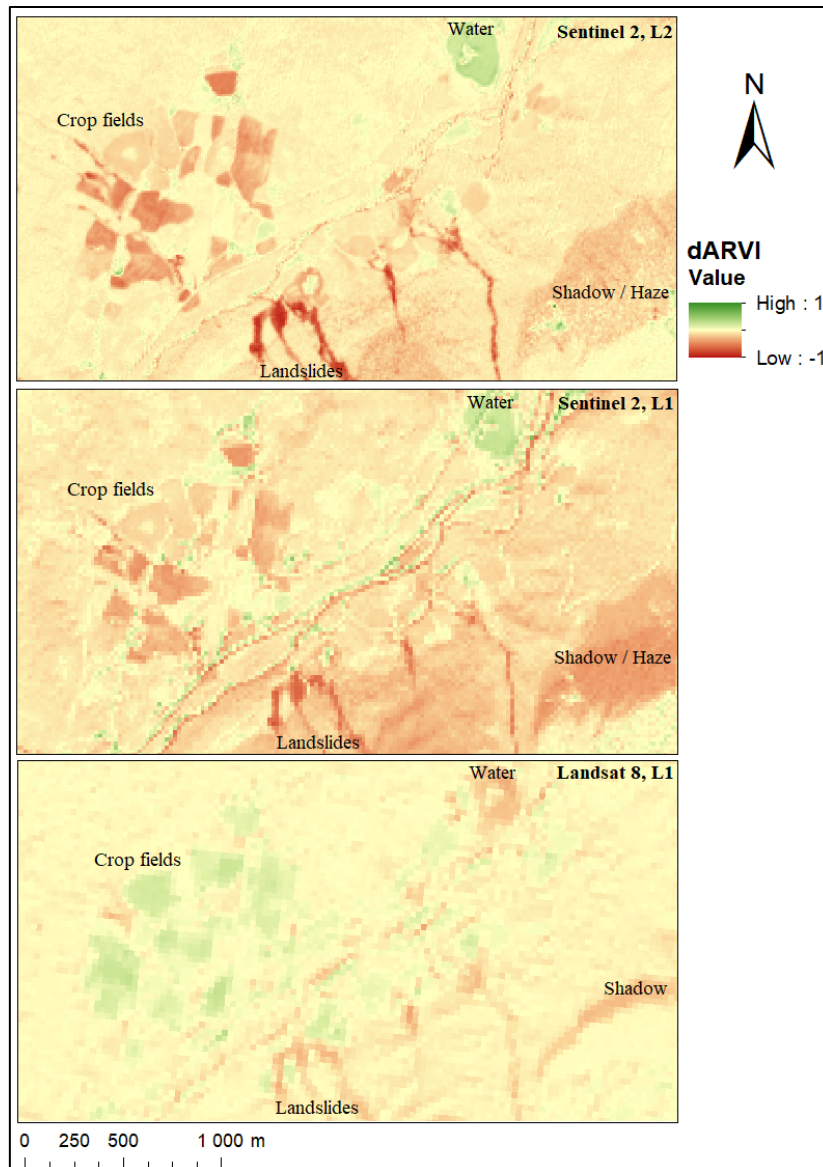 Water
Sentinel 2, L2
Crop fields
Shadow / Haze
Landslides
N
dARVI
Value
High : 1
Low : -1
Water
Sentinel 2, L1
Crop fields
Shadow / Haze
Landslides
Water
Landsat 8, L1
Crop fields
Shadow
Landslides
0 250 500 1 000 m